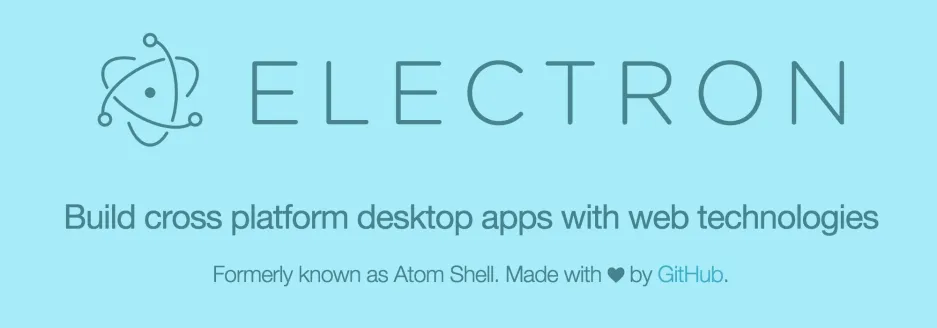 ELECTRON
Build cross platform desktop apps with web technologies
Formerly known as Atom Shell. Made with ♥ by GitHub.